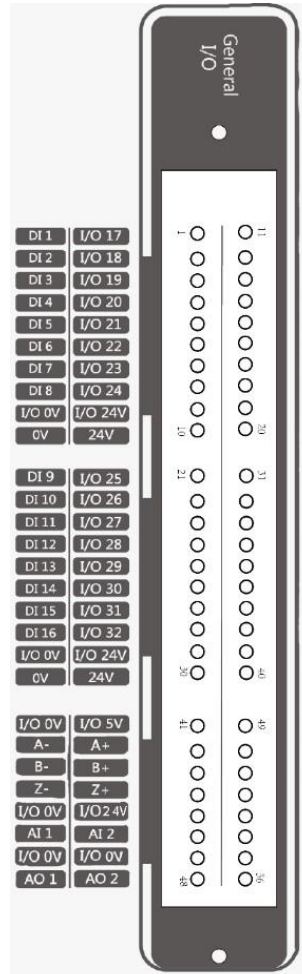 General
I/O
DI 1 I/O 17 1 11
DI 2 I/O 18
DI 3 I/O 19
DI 4 I/O 20
DI 5 I/O 21
DI 6 I/O 22
DI 7 I/O 23
DI 8 I/O 24
I/O 0V I/O 24V
0V 24V 10 20
DI 9 I/O 25 21 31
DI 10 I/O 26
DI 11 I/O 27
DI 12 I/O 28
DI 13 I/O 29
DI 14 I/O 30
DI 15 I/O 31
DI 16 I/O 32
I/O 0V I/O 24V
0V 24V 30 40
I/O 0V I/O 5V 41 49
A- A+
B- B+
Z- Z+
I/O 0V I/O24V
AI 1 AI 2
I/O 0V I/O 0V
AO 1 AO 2 48 56